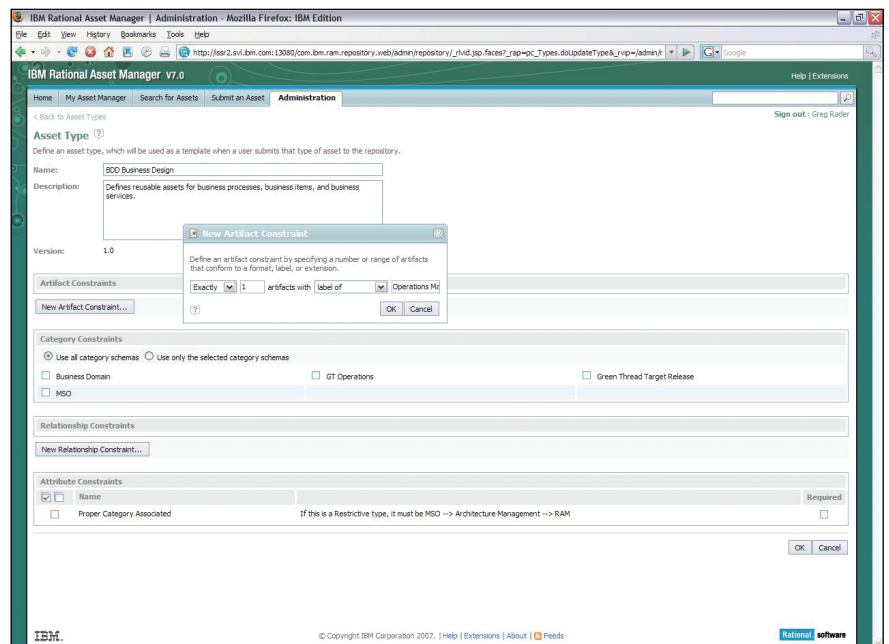 IBM Rational Asset Manager | Administration - Mozilla Firefox: IBM Edition
File Edit View History Bookmarks Tools Help
http://issr2.svl.ibm.com:13080/com.ibm.ram.repository.web/admin/repository/_rlvid.jsp.faces?_rap=pc_Types.doUpdateType&_rvip=/admin/r
Google
IBM Rational Asset Manager V7.0
Help | Extensions
Home My Asset Manager Search for Assets Submit an Asset Administration
< Back to Asset Types
Sign out : Greg Rader
Asset Type ?
Define an asset type, which will be used as a template when a user submits that type of asset to the repository.
Name: BDD Business Design
Description: Defines reusable assets for business processes, business items, and business
services.
Version: 1.0
New Artifact Constraint
Define an artifact constraint by specifying a number or range of artifacts
that conform to a format, label, or extension.
Exactly 1 artifacts with label of Operations Ma
? OK Cancel
Artifact Constraints
New Artifact Constraint...
Category Constraints
Use all category schemas Use only the selected category schemas
Business Domain GT Operations Green Thread Target Release
MSO
Relationship Constraints
New Relationship Constraint...
Attribute Constraints
Name Required
Proper Category Associated If this is a Restrictive type, it must be MSO --> Architecture Management --> RAM
OK Cancel
IBM. © Copyright IBM Corporation 2007. | Help | Extensions | About | Feeds Rational software